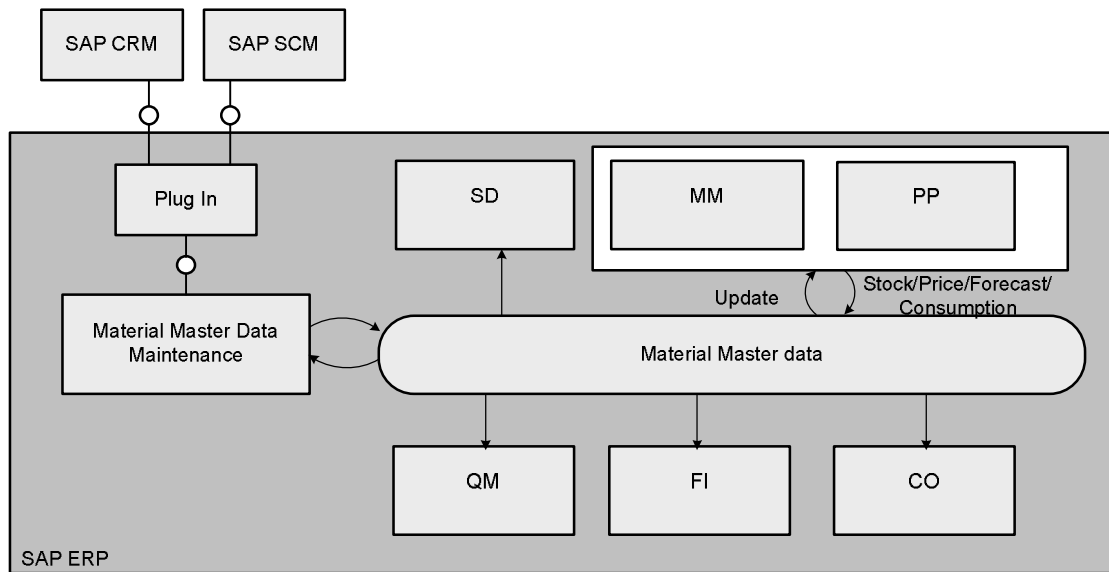 SAP CRM
SAP SCM
Plug In
SD
MM
PP
Update
Stock/Price/Forecast/
Consumption
Material Master Data
Maintenance
Material Master data
QM
FI
CO
SAP ERP